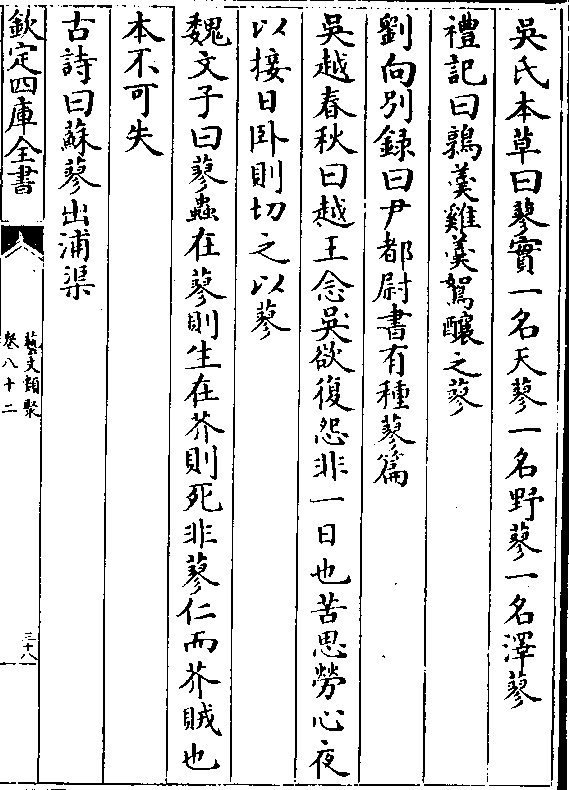 吳氏本草曰蓼實一名天蓼一名野蓼一名澤蓼
禮記曰鶉羮雞羮鴽釀之蓼
劉向別録曰尹都尉書有種蓼篇
吳越春秋曰越王念吳欲復怨非一日也苦思勞心夜
以接日卧則切之以蓼
魏文子曰蓼蟲在蓼則生在芥則死非蓼仁而芥賊也
本不可失
古詩曰蘇蓼出浦渠
欽定四庫全書
藝文類聚
卷八十二
三十八